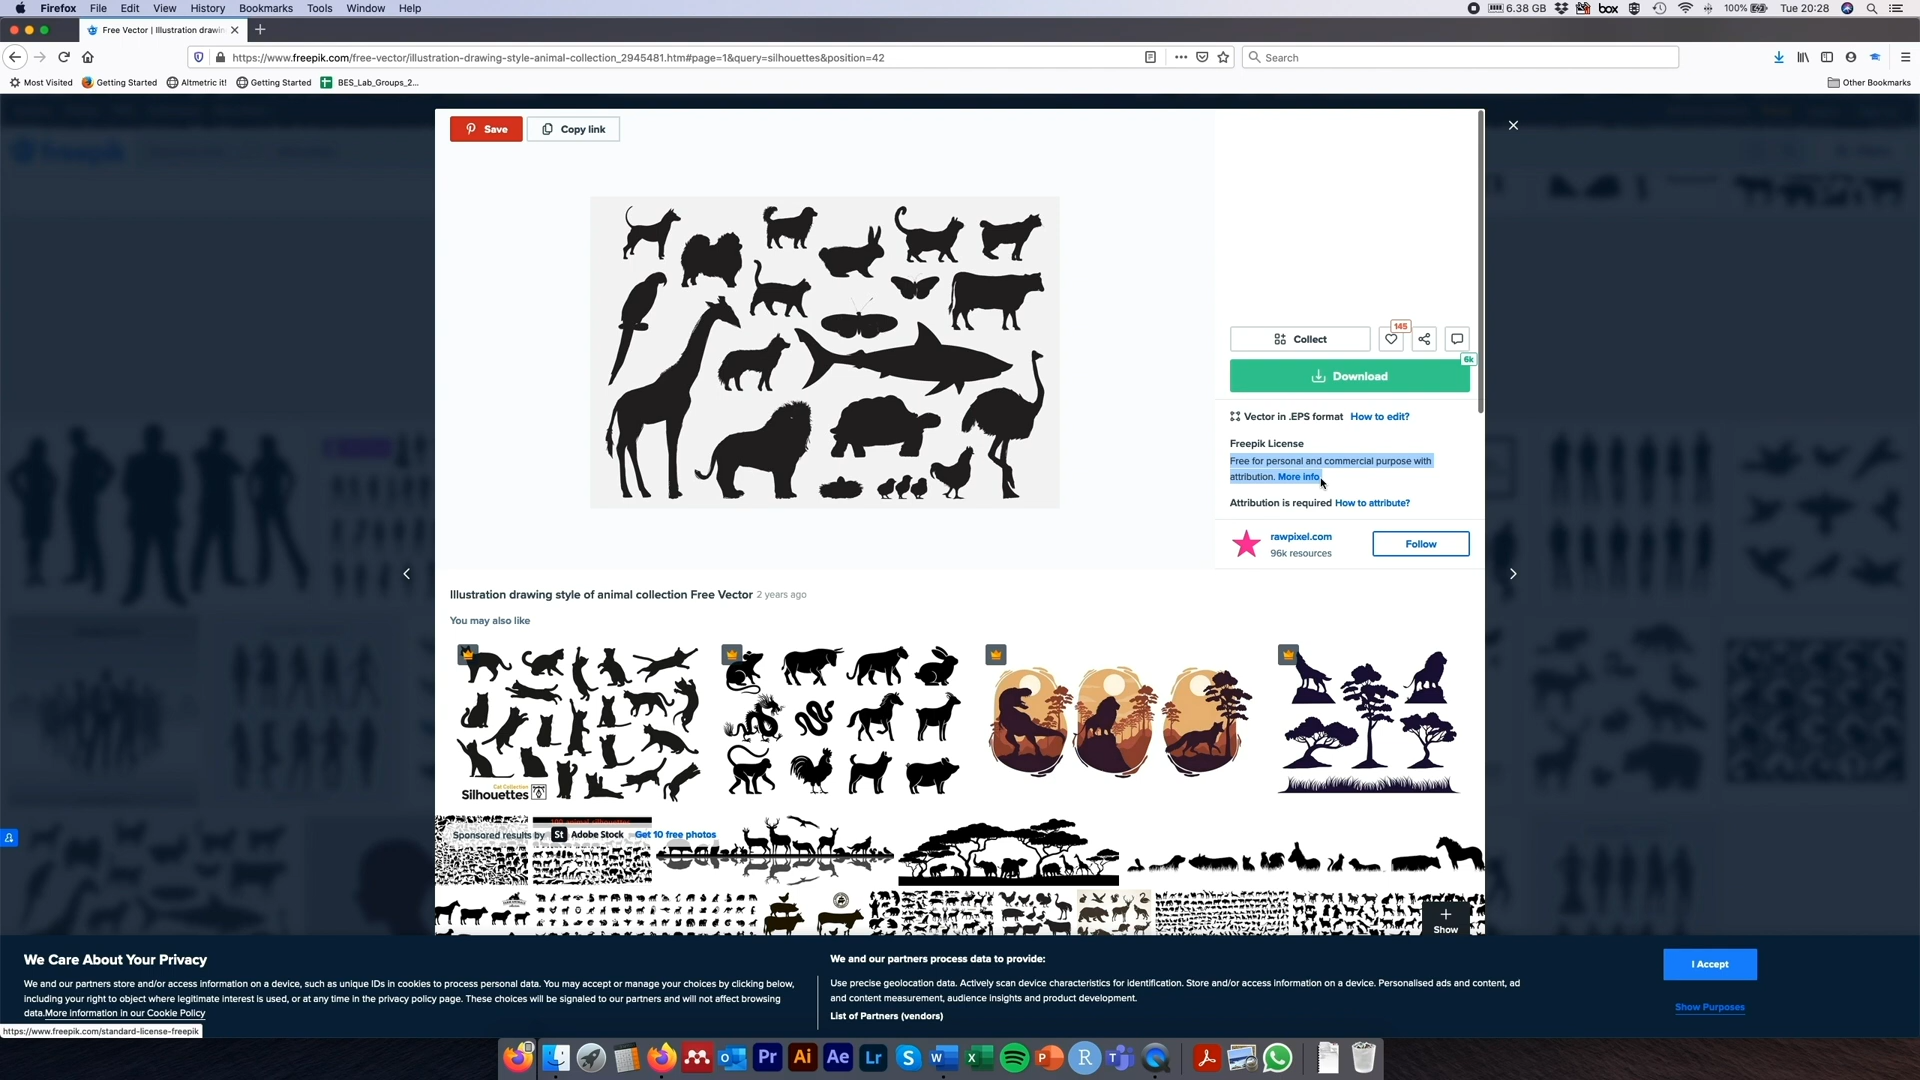 Firefox File Edit View History Bookmarks Tools Window Help
6.38 GB box 100% Tue 20:28
Free Vector | Illustration drawin
https://www.freepik.com/free-vector/illustration-drawing-style-animal-collection_2945481.htm#page=1&query=silhouettes&position=42
Search
Most Visited Getting Started Altmetric it! Getting Started BES_Lab_Groups_2... Other Bookmarks
freepik
Save Copy link
145
Collect
6k
Download
Vector in .EPS format How to edit?
Freepik License
Free for personal and commercial purpose with
attribution. More info
Attribution is required How to attribute?
rawpixel.com
96k resources
Follow
Illustration drawing style of animal collection Free Vector 2 years ago
You may also like
Cat Collection
Silhouettes
Sponsored results by St Adobe Stock Get 10 free photos
+
Show
We Care About Your Privacy
We and our partners store and/or access information on a device, such as unique IDs in cookies to process personal data. You may accept or manage your choices by clicking below,
including your right to object where legitimate interest is used, or at any time in the privacy policy page. These choices will be signaled to our partners and will not affect browsing
data.More information in our Cookie Policy
We and our partners process data to provide:
Use precise geolocation data. Actively scan device characteristics for identification. Store and/or access information on a device. Personalised ads and content, ad
and content measurement, audience insights and product development.
List of Partners (vendors)
I Accept
Show Purposes
https://www.freepik.com/standard-license-freepik
Pr Ai Ae Lr S W X P R T